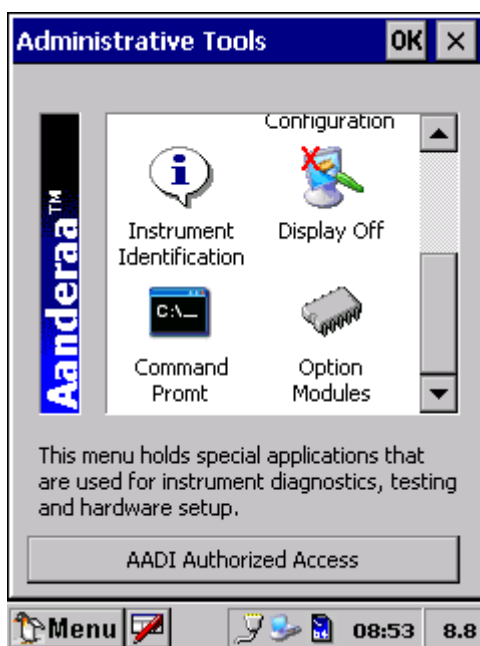 Administrative Tools OK ×
Configuration
Aanderaa™
Instrument
Identification
Display Off
C:\_
Command
Promt
Option
Modules
This menu holds special applications that
are used for instrument diagnostics, testing
and hardware setup.
AADI Authorized Access
Menu 08:53 8.8